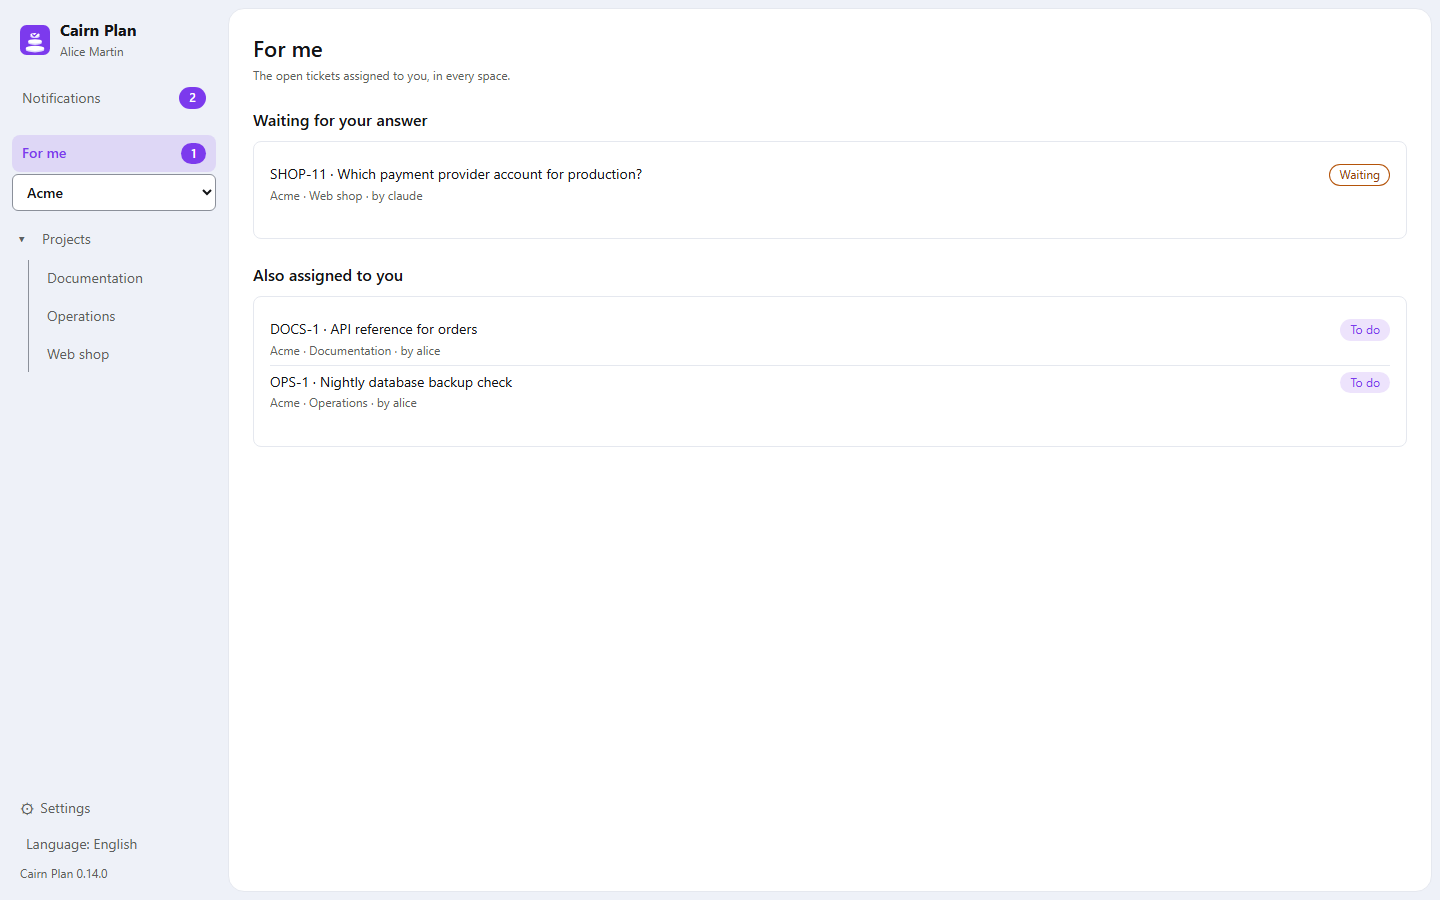 Cairn Plan
Alice Martin
Notifications 2
For me 1
Acme
Projects
Documentation
Operations
Web shop
Settings
Language: English
Cairn Plan 0.14.0
For me
The open tickets assigned to you, in every space.
Waiting for your answer
SHOP-11 · Which payment provider account for production?
Waiting
Acme · Web shop · by claude
Also assigned to you
DOCS-1 · API reference for orders
To do
Acme · Documentation · by alice
OPS-1 · Nightly database backup check
To do
Acme · Operations · by alice